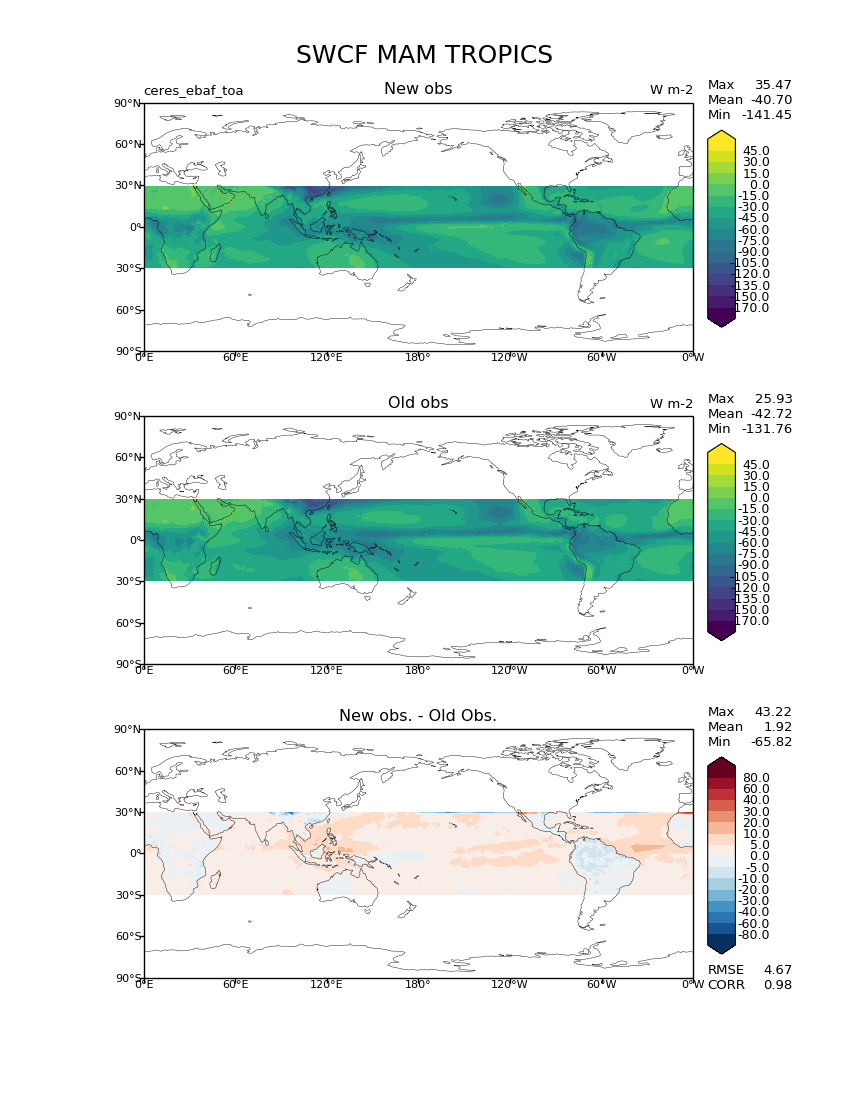 SWCF MAM TROPICS
ceres_ebaf_toa New obs W m-2
Max 35.47
Mean -40.70
Min -141.45
90°N
60°N
30°N
0°
30°S
60°S
90°S
0°E 60°E 120°E 180° 120°W 60°W 0°W
45.0
30.0
15.0
0.0
-15.0
-30.0
-45.0
-60.0
-75.0
-90.0
-105.0
-120.0
-135.0
-150.0
-170.0
Old obs W m-2
Max 25.93
Mean -42.72
Min -131.76
90°N
60°N
30°N
0°
30°S
60°S
90°S
0°E 60°E 120°E 180° 120°W 60°W 0°W
45.0
30.0
15.0
0.0
-15.0
-30.0
-45.0
-60.0
-75.0
-90.0
-105.0
-120.0
-135.0
-150.0
-170.0
New obs. - Old Obs.
Max 43.22
Mean 1.92
Min -65.82
90°N
60°N
30°N
0°
30°S
60°S
90°S
0°E 60°E 120°E 180° 120°W 60°W 0°W
80.0
60.0
40.0
30.0
20.0
10.0
5.0
0.0
-5.0
-10.0
-20.0
-30.0
-40.0
-60.0
-80.0
RMSE 4.67
CORR 0.98